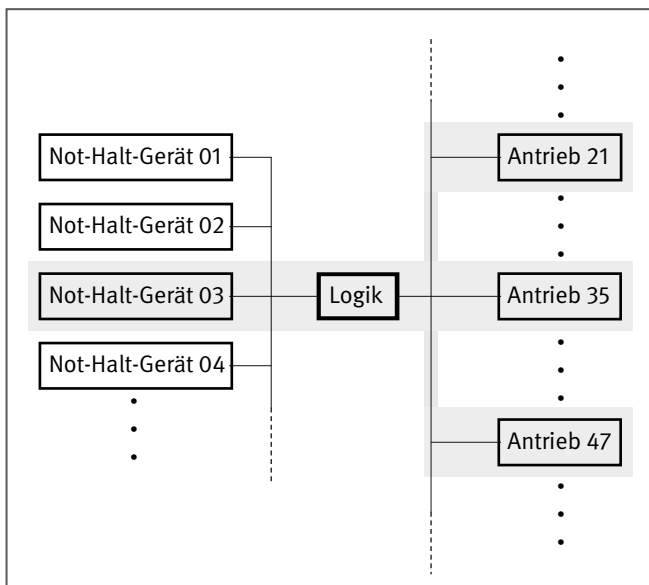 Not-Halt-Gerät 01
Not-Halt-Gerät 02
Not-Halt-Gerät 03
Not-Halt-Gerät 04
Logik
Antrieb 21
Antrieb 35
Antrieb 47